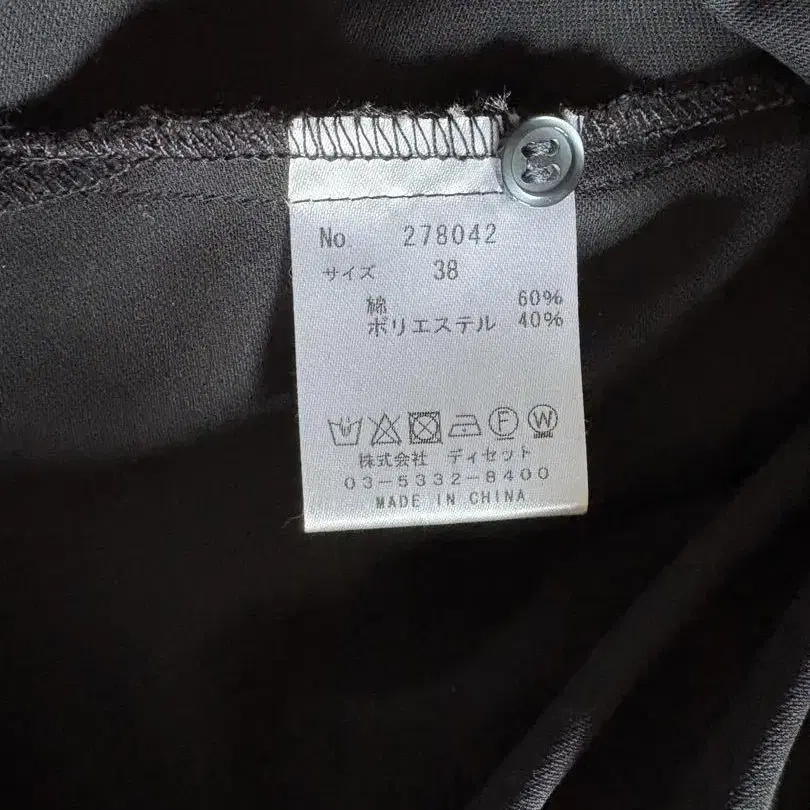 No 278042
サイズ 38
綿 60%
ポリエステル 40%
F W
株式会社 ディセット
03-5332-8400
MADE IN CHINA